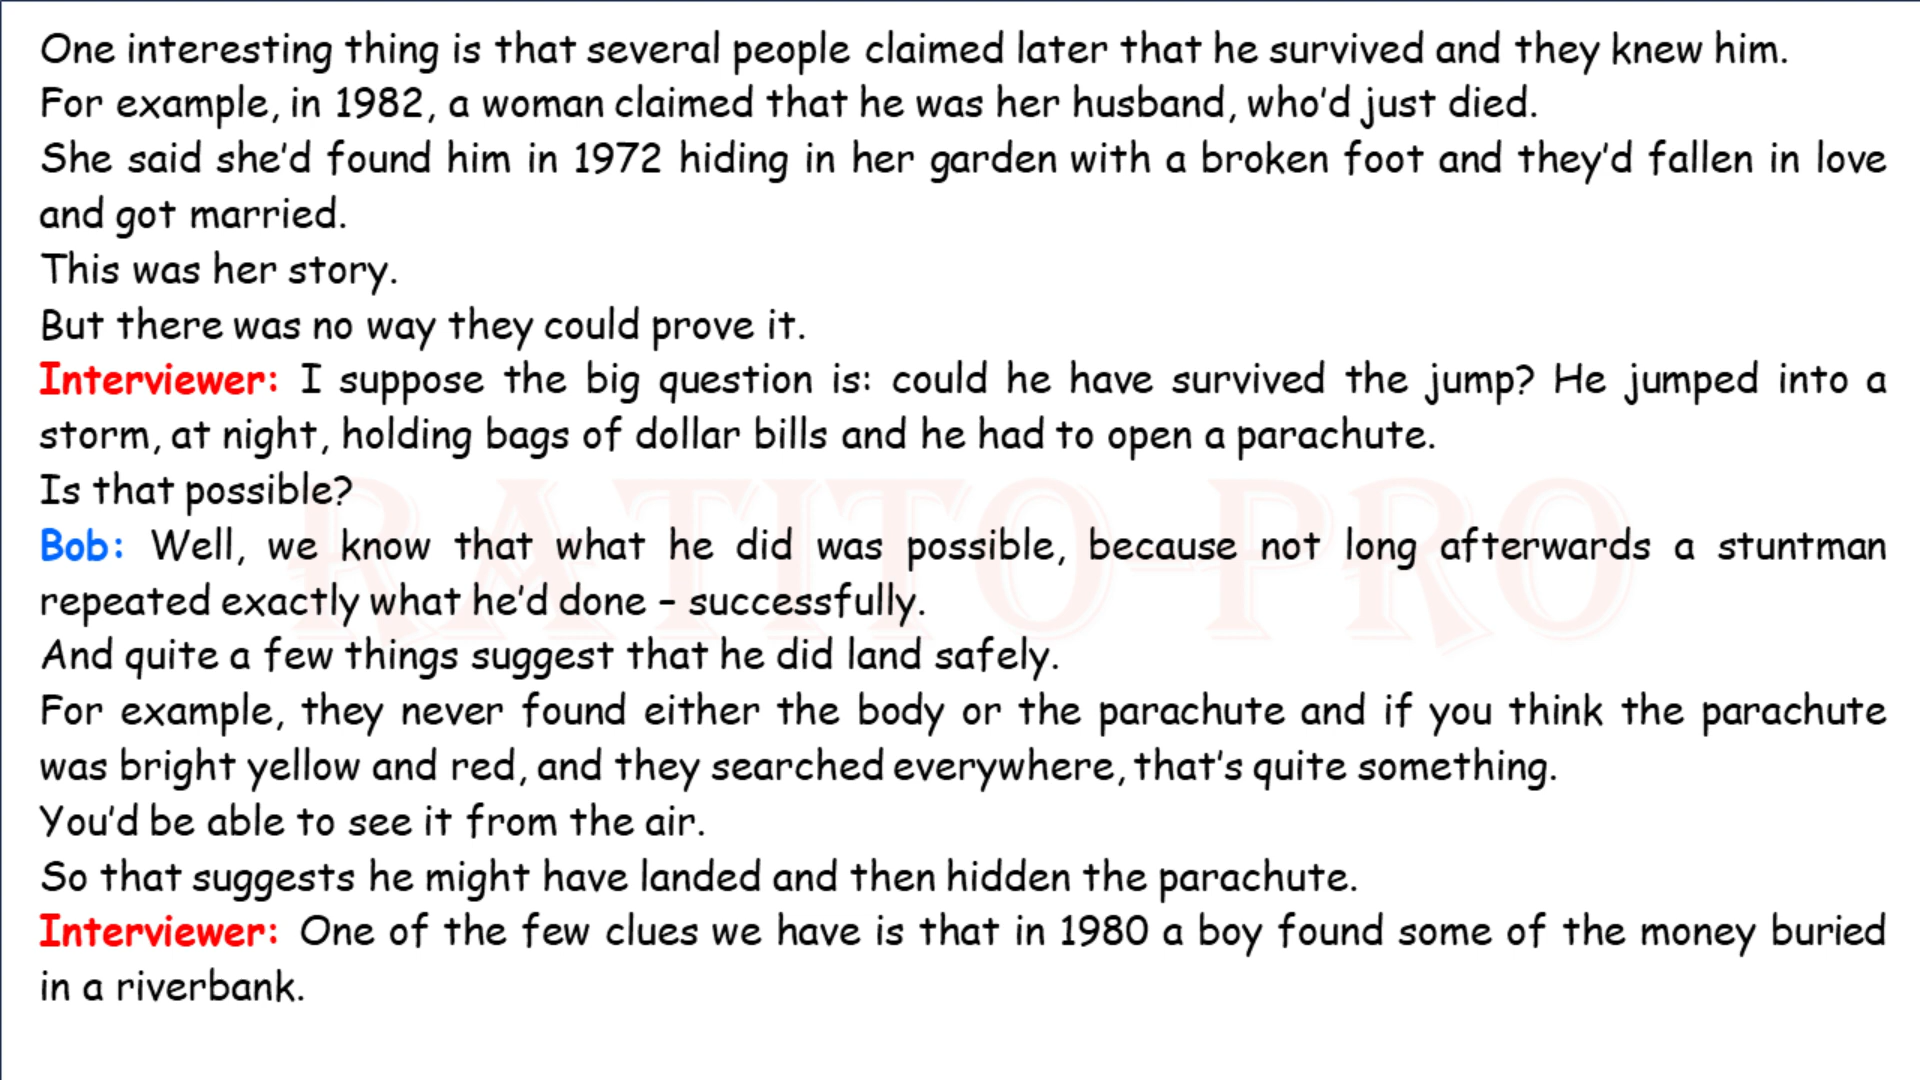 One interesting thing is that several people claimed later that he survived and they knew him.
For example, in 1982, a woman claimed that he was her husband, who'd just died.
She said she'd found him in 1972 hiding in her garden with a broken foot and they'd fallen in love
and got married.
This was her story.
But there was no way they could prove it.
Interviewer: I suppose the big question is: could he have survived the jump? He jumped into a
storm, at night, holding bags of dollar bills and he had to open a parachute.
Is that possible?
RATITO-PRO
Bob: Well, we know that what he did was possible, because not long afterwards a stuntman
repeated exactly what he'd done – successfully.
And quite a few things suggest that he did land safely.
For example, they never found either the body or the parachute and if you think the parachute
was bright yellow and red, and they searched everywhere, that's quite something.
You'd be able to see it from the air.
So that suggests he might have landed and then hidden the parachute.
Interviewer: One of the few clues we have is that in 1980 a boy found some of the money buried
in a riverbank.